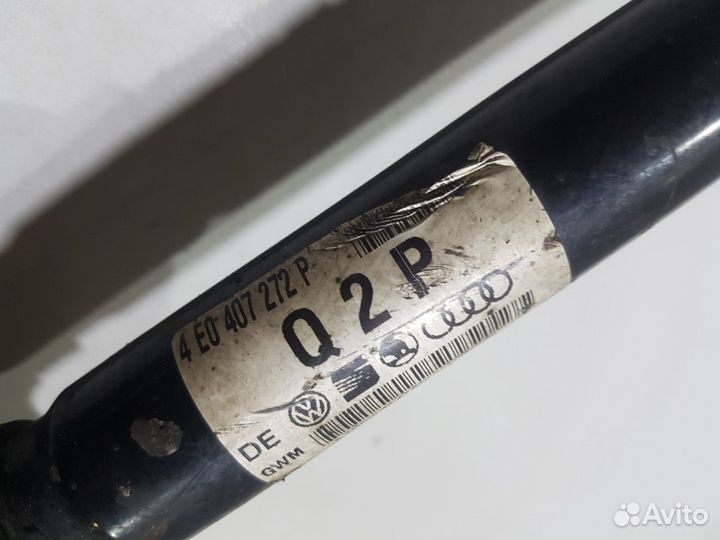 4 E0 407 272 P
Q 2 P
DE
GWM
Avito